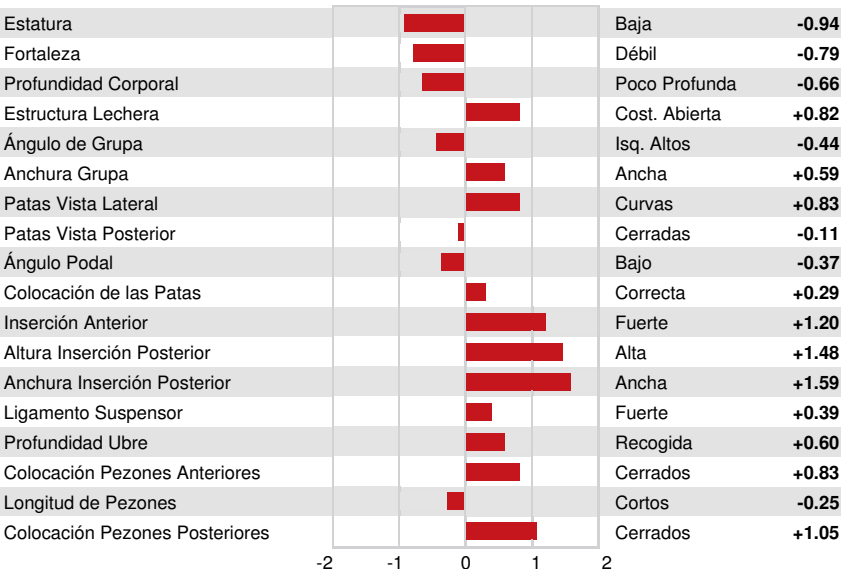 Estatura Baja -0.94
Fortaleza Débil -0.79
Profundidad Corporal Poco Profunda -0.66
Estructura Lechera Cost. Abierta +0.82
Ángulo de Grupa Isq. Altos -0.44
Anchura Grupa Ancha +0.59
Patas Vista Lateral Curvas +0.83
Patas Vista Posterior Cerradas -0.11
Ángulo Podal Bajo -0.37
Colocación de las Patas Correcta +0.29
Inserción Anterior Fuerte +1.20
Altura Inserción Posterior Alta +1.48
Anchura Inserción Posterior Ancha +1.59
Ligamento Suspensor Fuerte +0.39
Profundidad Ubre Recogida +0.60
Colocación Pezones Anteriores Cerrados +0.83
Longitud de Pezones Cortos -0.25
Colocación Pezones Posteriores Cerrados +1.05
-2 -1 0 1 2